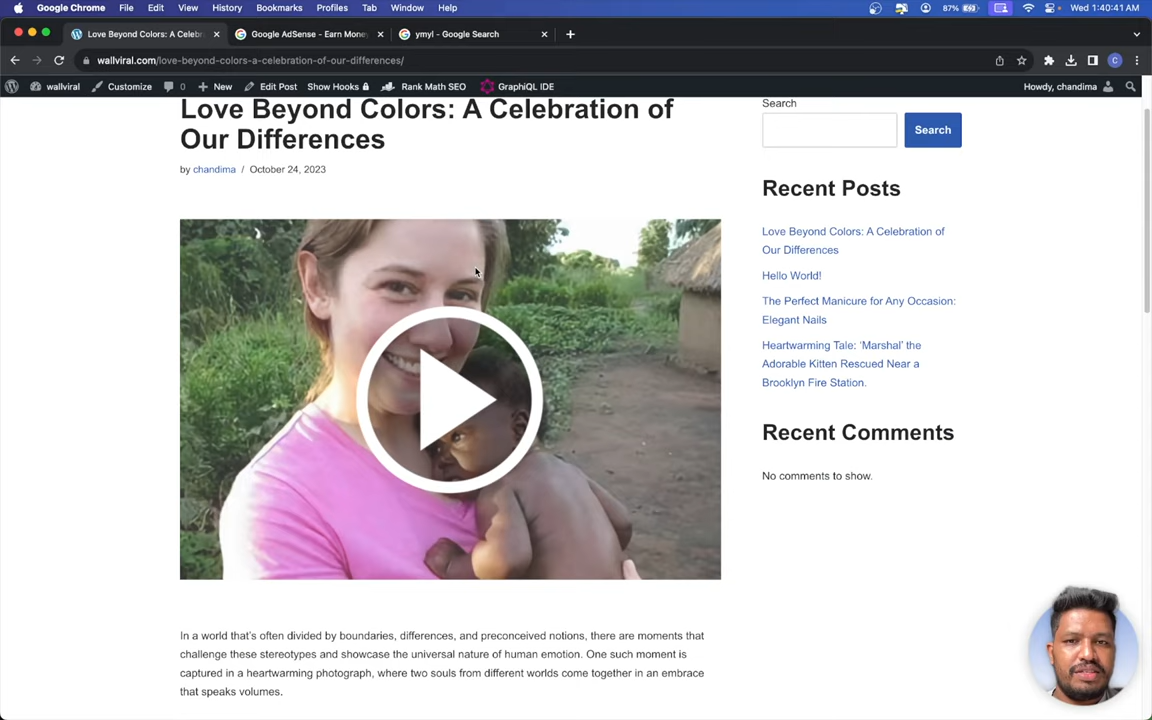 Google Chrome File Edit View History Bookmarks Profiles Tab Window Help 87% Wed 1:40:41 AM
Love Beyond Colors: A Celebr
Google AdSense - Earn Money
ymyl - Google Search
wallviral.com/love-beyond-colors-a-celebration-of-our-differences/
C
wallviral Customize 0 New Edit Post Show Hooks Rank Math SEO GraphiQL IDE Howdy, chandima
Love Beyond Colors: A Celebration of
Our Differences
by chandima / October 24, 2023
In a world that's often divided by boundaries, differences, and preconceived notions, there are moments that
challenge these stereotypes and showcase the universal nature of human emotion. One such moment is
captured in a heartwarming photograph, where two souls from different worlds come together in an embrace
that speaks volumes.
Search
Search
Recent Posts
Love Beyond Colors: A Celebration of
Our Differences
Hello World!
The Perfect Manicure for Any Occasion:
Elegant Nails
Heartwarming Tale: ‘Marshal’ the
Adorable Kitten Rescued Near a
Brooklyn Fire Station.
Recent Comments
No comments to show.